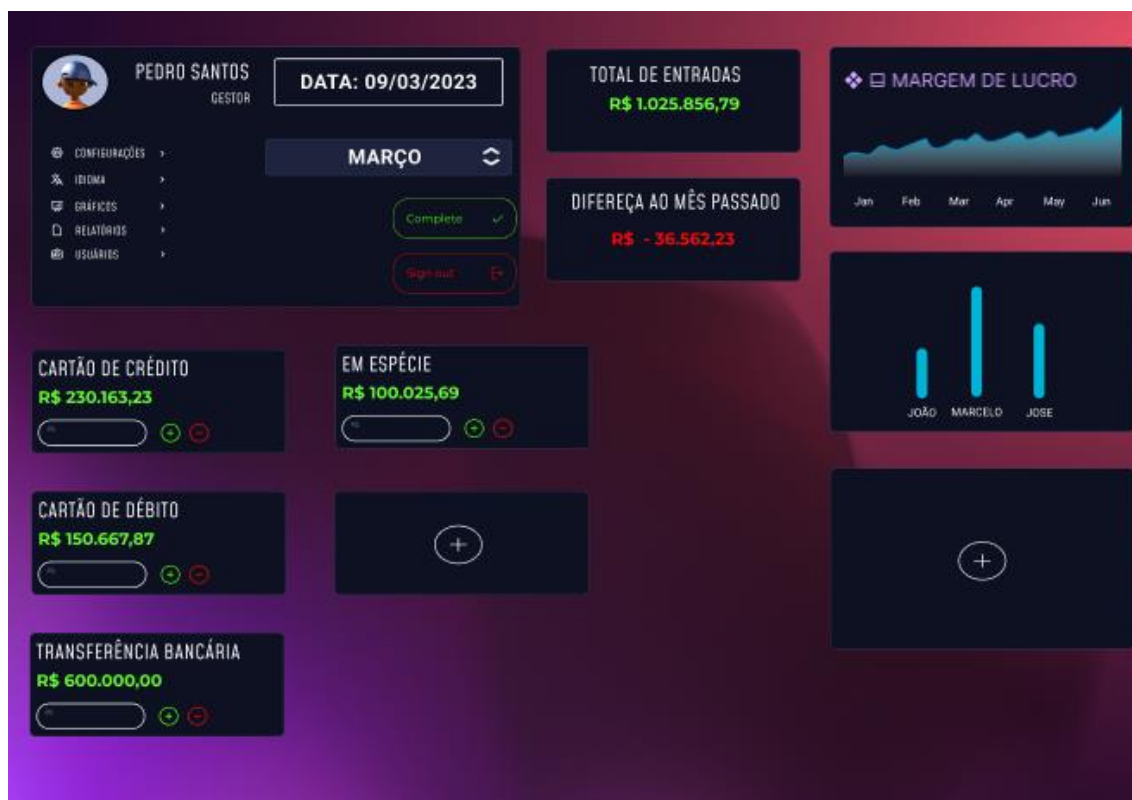 PEDRO SANTOS
GESTOR
DATA: 09/03/2023
CONFIGURAÇÕES
IDIOMA
GRÁFICOS
RELATÓRIOS
USUÁRIOS
MARÇO
Complete
Sign out
TOTAL DE ENTRADAS
R$ 1.025.856,79
DIFEREÇA AO MÊS PASSADO
R$ - 36.562,23
MARGEM DE LUCRO
Jan Feb Mar Apr May Jun
JOÃO MARCELO JOSE
CARTÃO DE CRÉDITO
R$ 230.163,23
EM ESPÉCIE
R$ 100.025,69
CARTÃO DE DÉBITO
R$ 150.667,87
TRANSFERÊNCIA BANCÁRIA
R$ 600.000,00